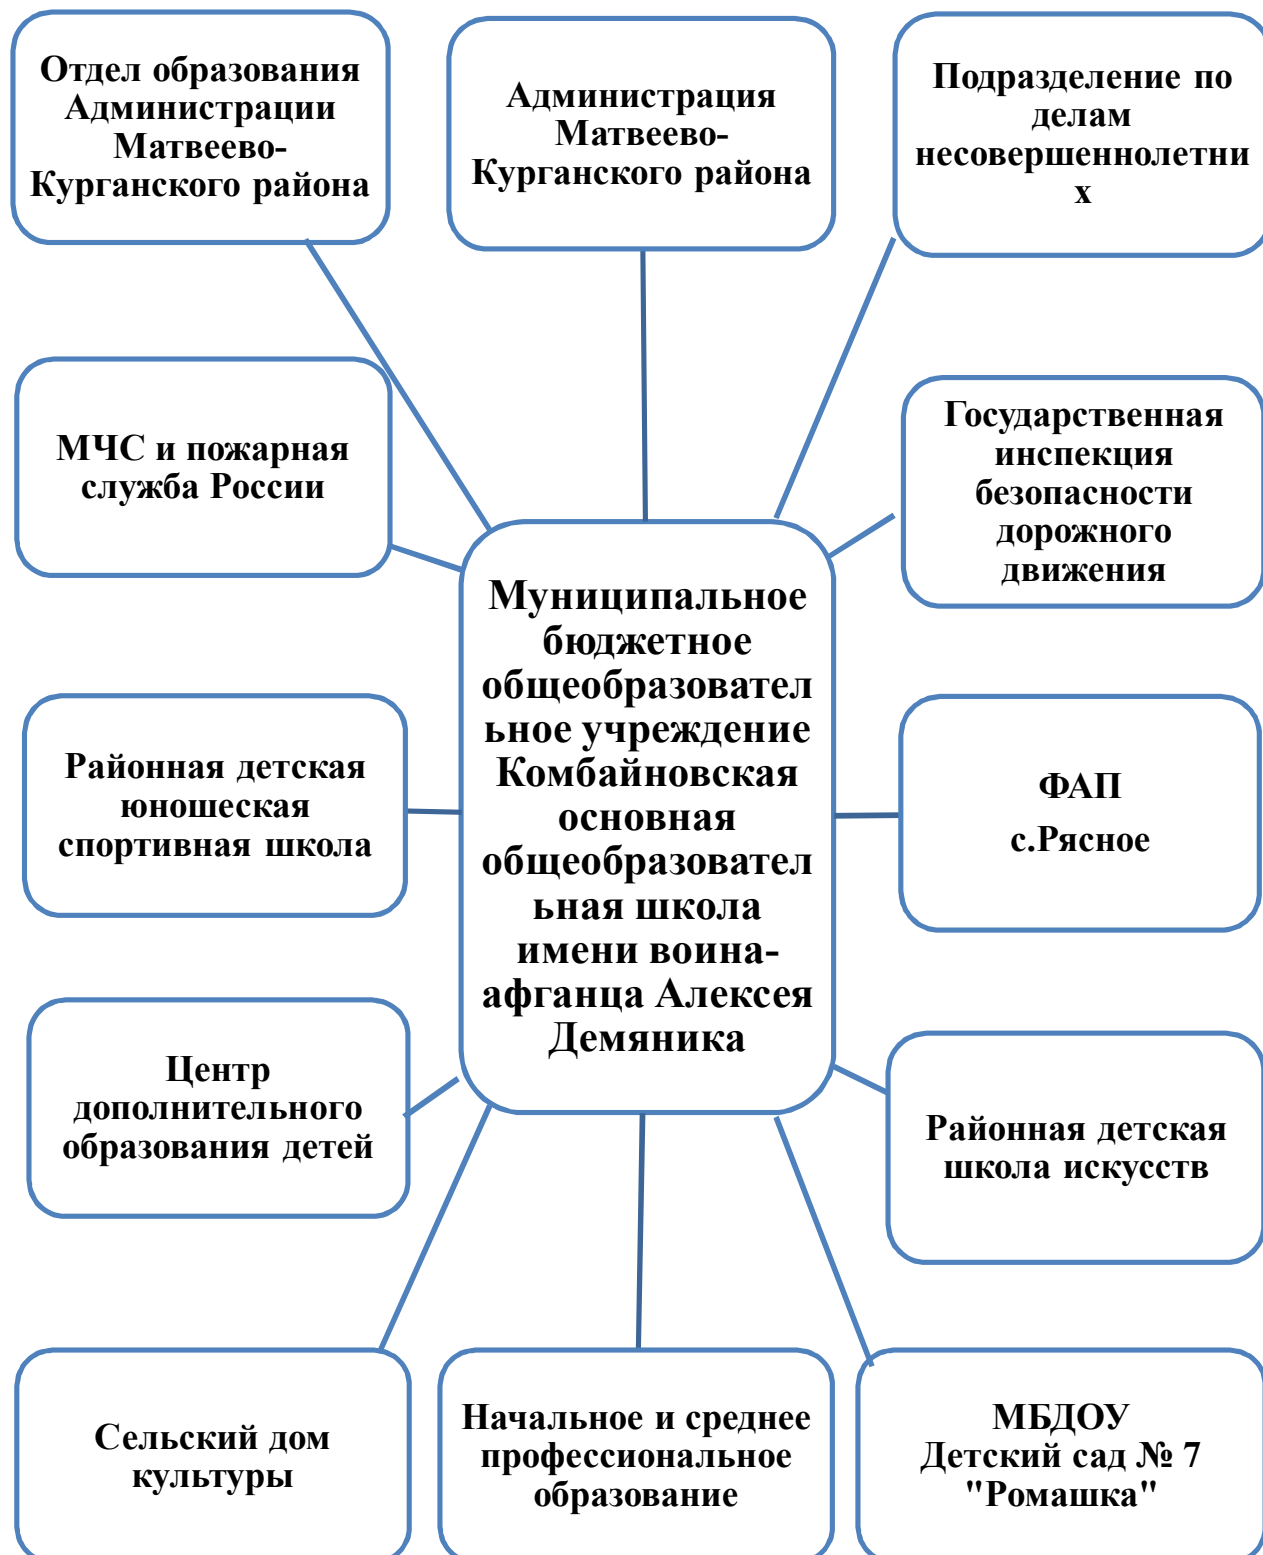 Отдел образования
Администрации
Матвеево-
Курганского района
Администрация
Матвеево-
Курганского района
Подразделение по
делам
несовершеннолетни
х
МЧС и пожарная
служба России
Государственная
инспекция
безопасности
дорожного
движения
Муниципальное
бюджетное
общеобразовател
ьное учреждение
Комбайновская
основная
общеобразовател
ьная школа
имени воина-
афганца Алексея
Демяника
Районная детская
юношеская
спортивная школа
ФАП
с.Рясное
Центр
дополнительного
образования детей
Районная детская
школа искусств
Сельский дом
культуры
Начальное и среднее
профессиональное
образование
МБДОУ
Детский сад № 7
"Ромашка"